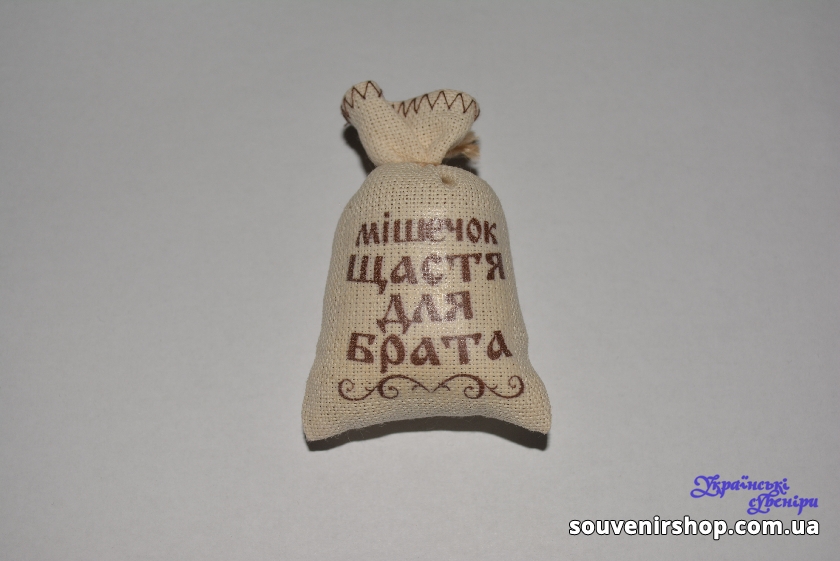 мішечок
щастя
для
брата
Українські
сувеніри
souvenirshop.com.ua